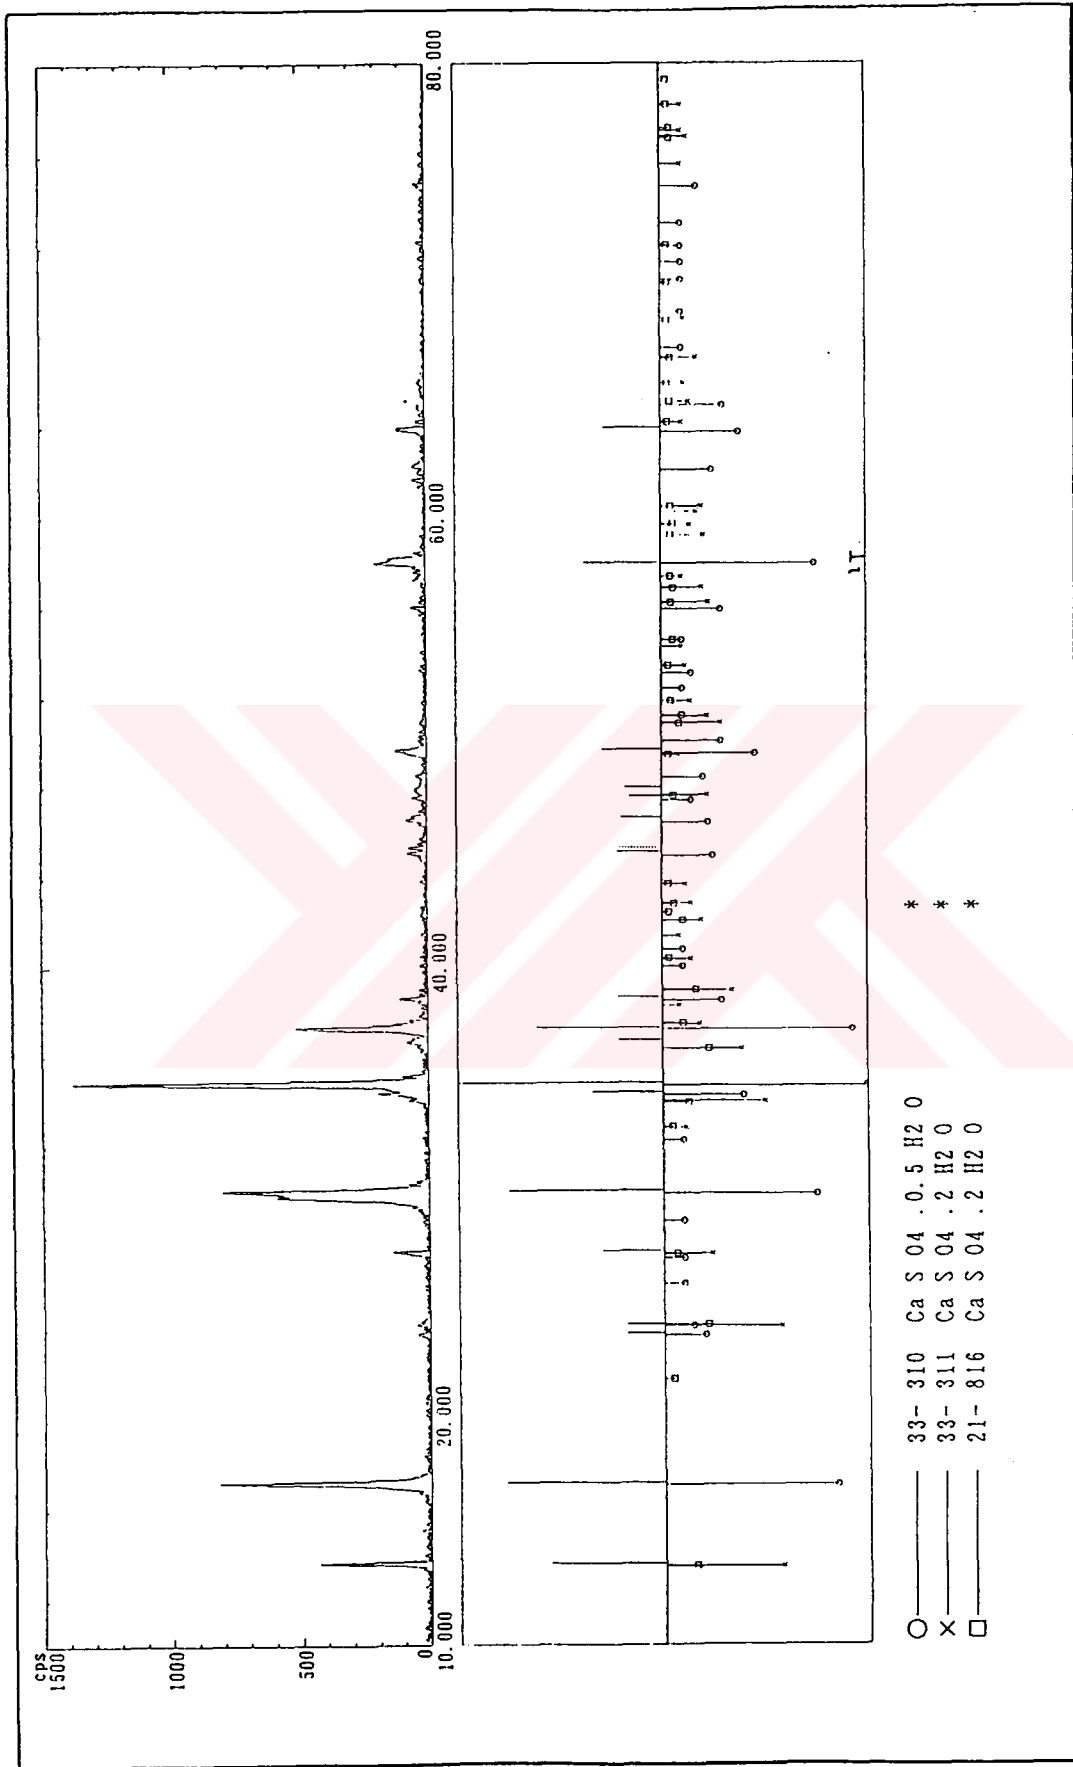 cps
1500
1000
500
0
10.000
20.000
40.000
60.000
80.000
1T
33- 310 Ca S O4 .0.5 H2 O *
33- 311 Ca S O4 .2 H2 O *
21- 816 Ca S O4 .2 H2 O *